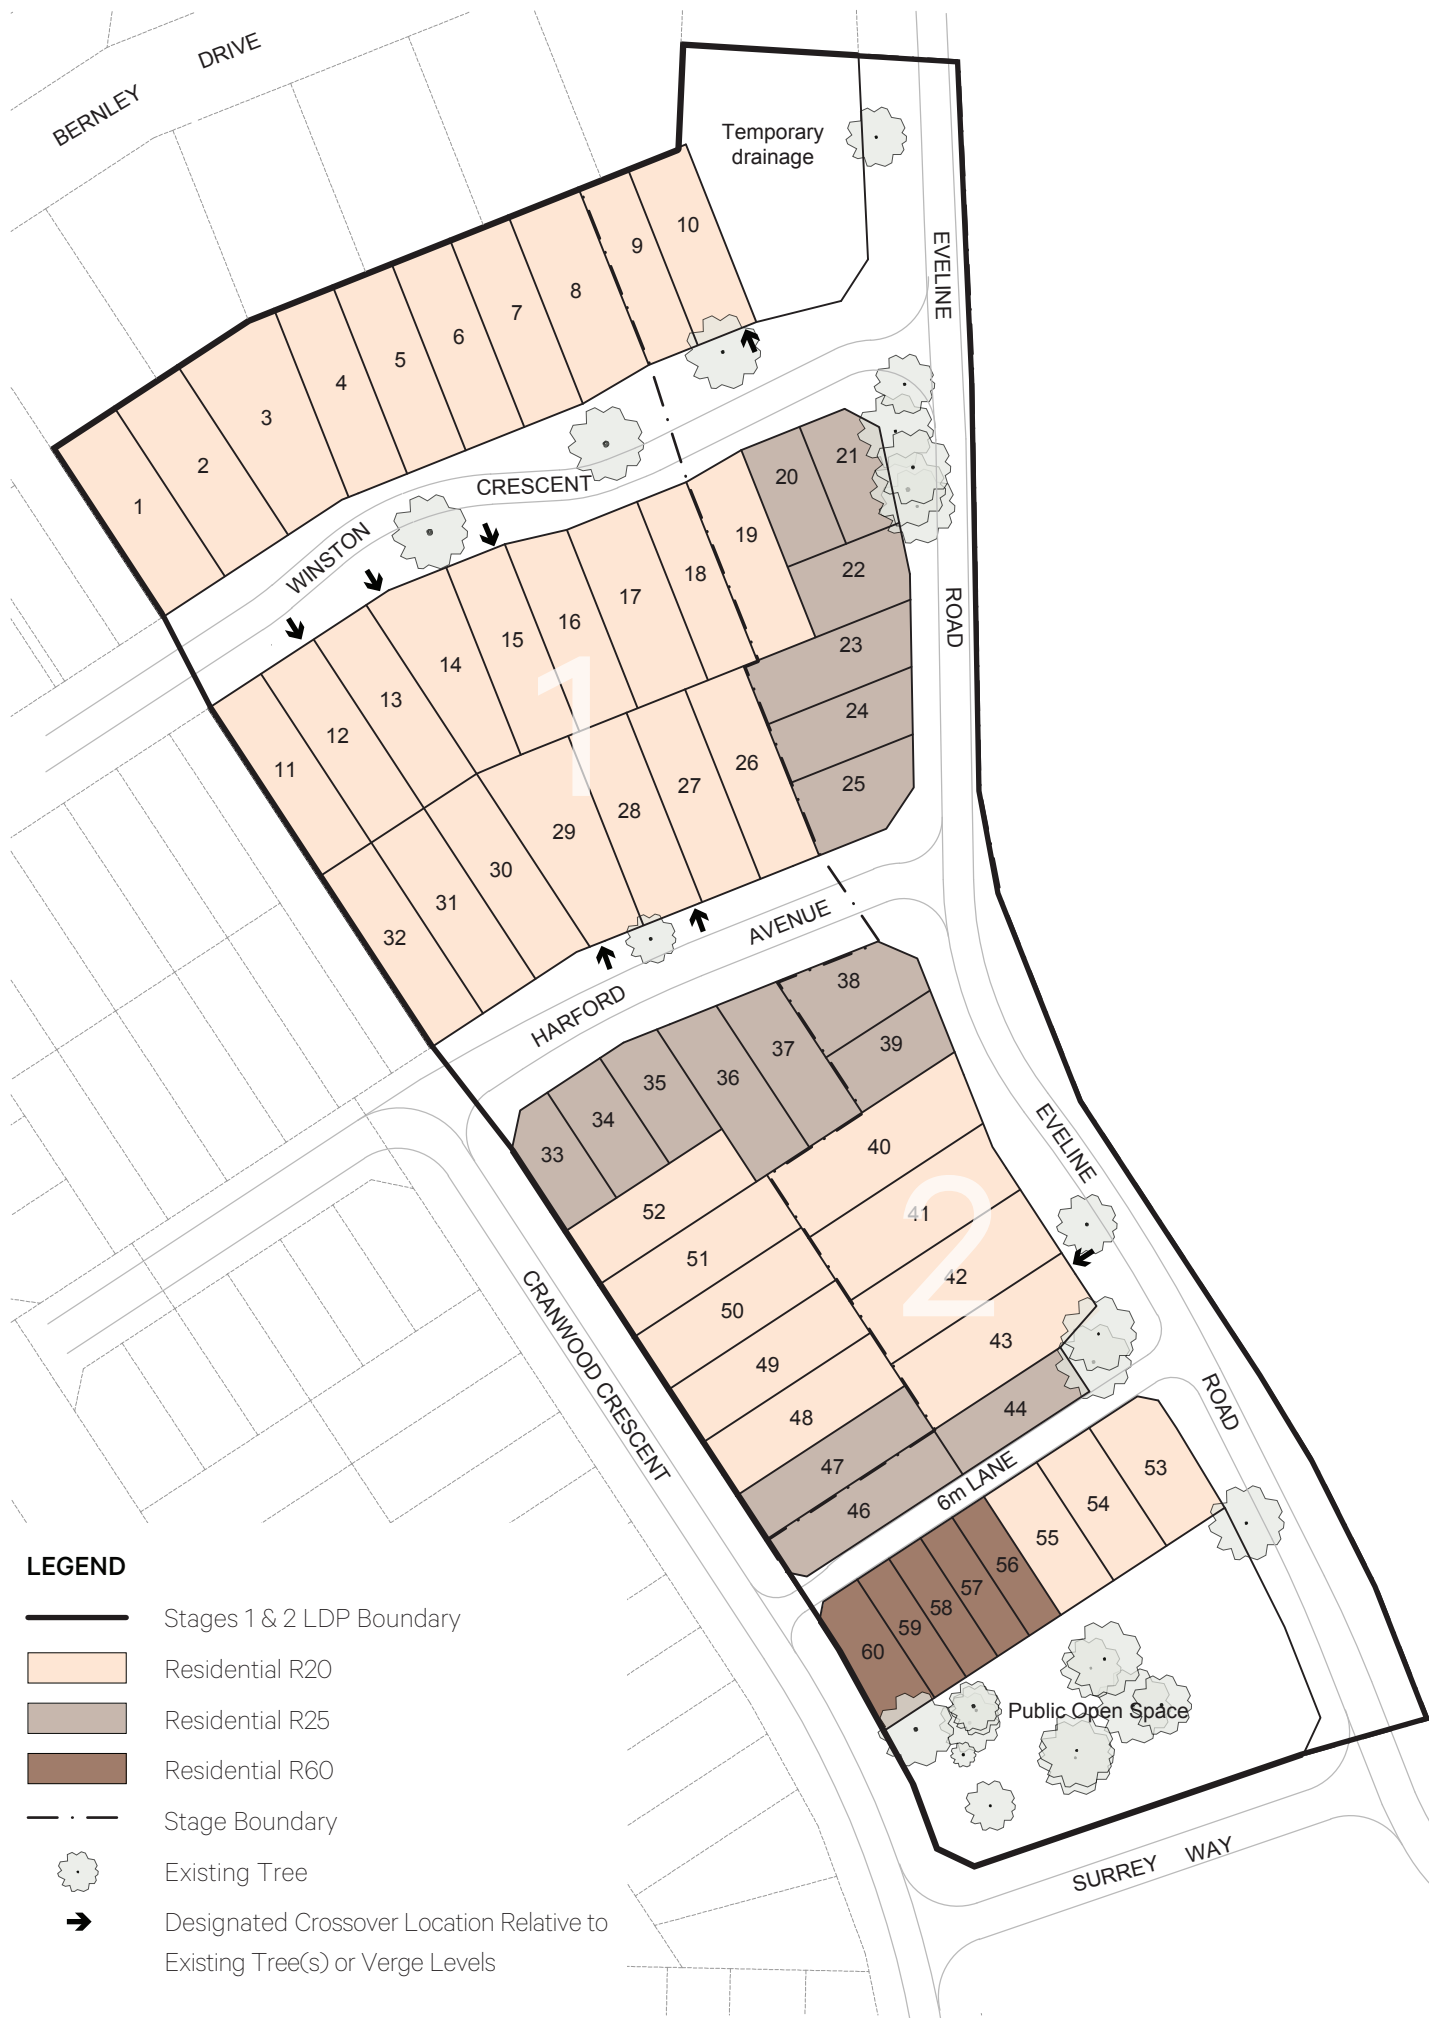 BERNLEY DRIVE
Temporary
drainage
EVELINE
10
9
8
7
6
5
4
3
2
1
WINSTON
CRESCENT
21
20
19
18
17
16
15
14
13
12
11
22
23
24
25
ROAD
1
26
27
28
29
30
31
32
HARFORD
AVENUE
38
39
37
36
35
34
33
40
41
42
43
44
2
EVELINE
ROAD
52
51
50
49
48
47
46
CRANWOOD CRESCENT
6m LANE
53
54
55
56
57
58
59
60
Public Open Space
SURREY WAY
LEGEND
Stages 1 & 2 LDP Boundary
Residential R20
Residential R25
Residential R60
Stage Boundary
Existing Tree
Designated Crossover Location Relative to
Existing Tree(s) or Verge Levels